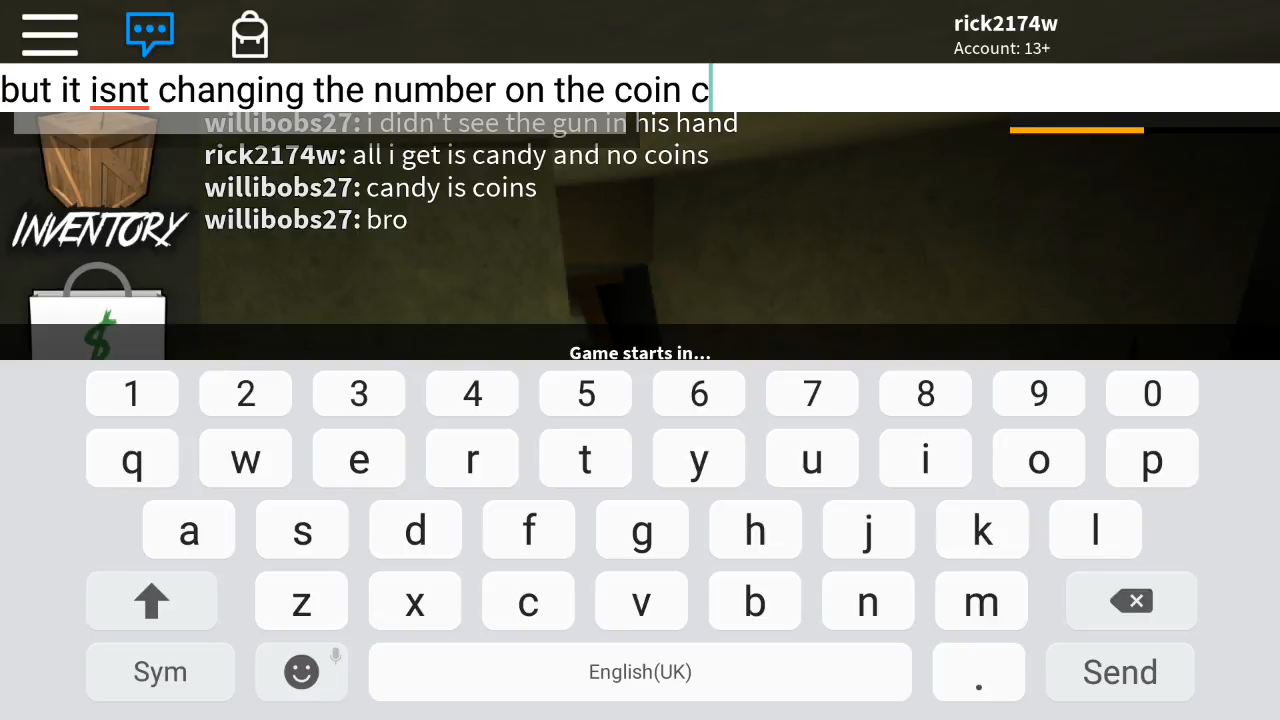 rick2174w
Account: 13+
but it isnt changing the number on the coin c
willibobs27: i didn't see the gun in his hand
rick2174w: all i get is candy and no coins
willibobs27: candy is coins
willibobs27: bro
INVENTORY
$
Game starts in...
1 2 3 4 5 6 7 8 9 0
q w e r t y u i o p
a s d f g h j k l
z x c v b n m
Sym English(UK) . Send